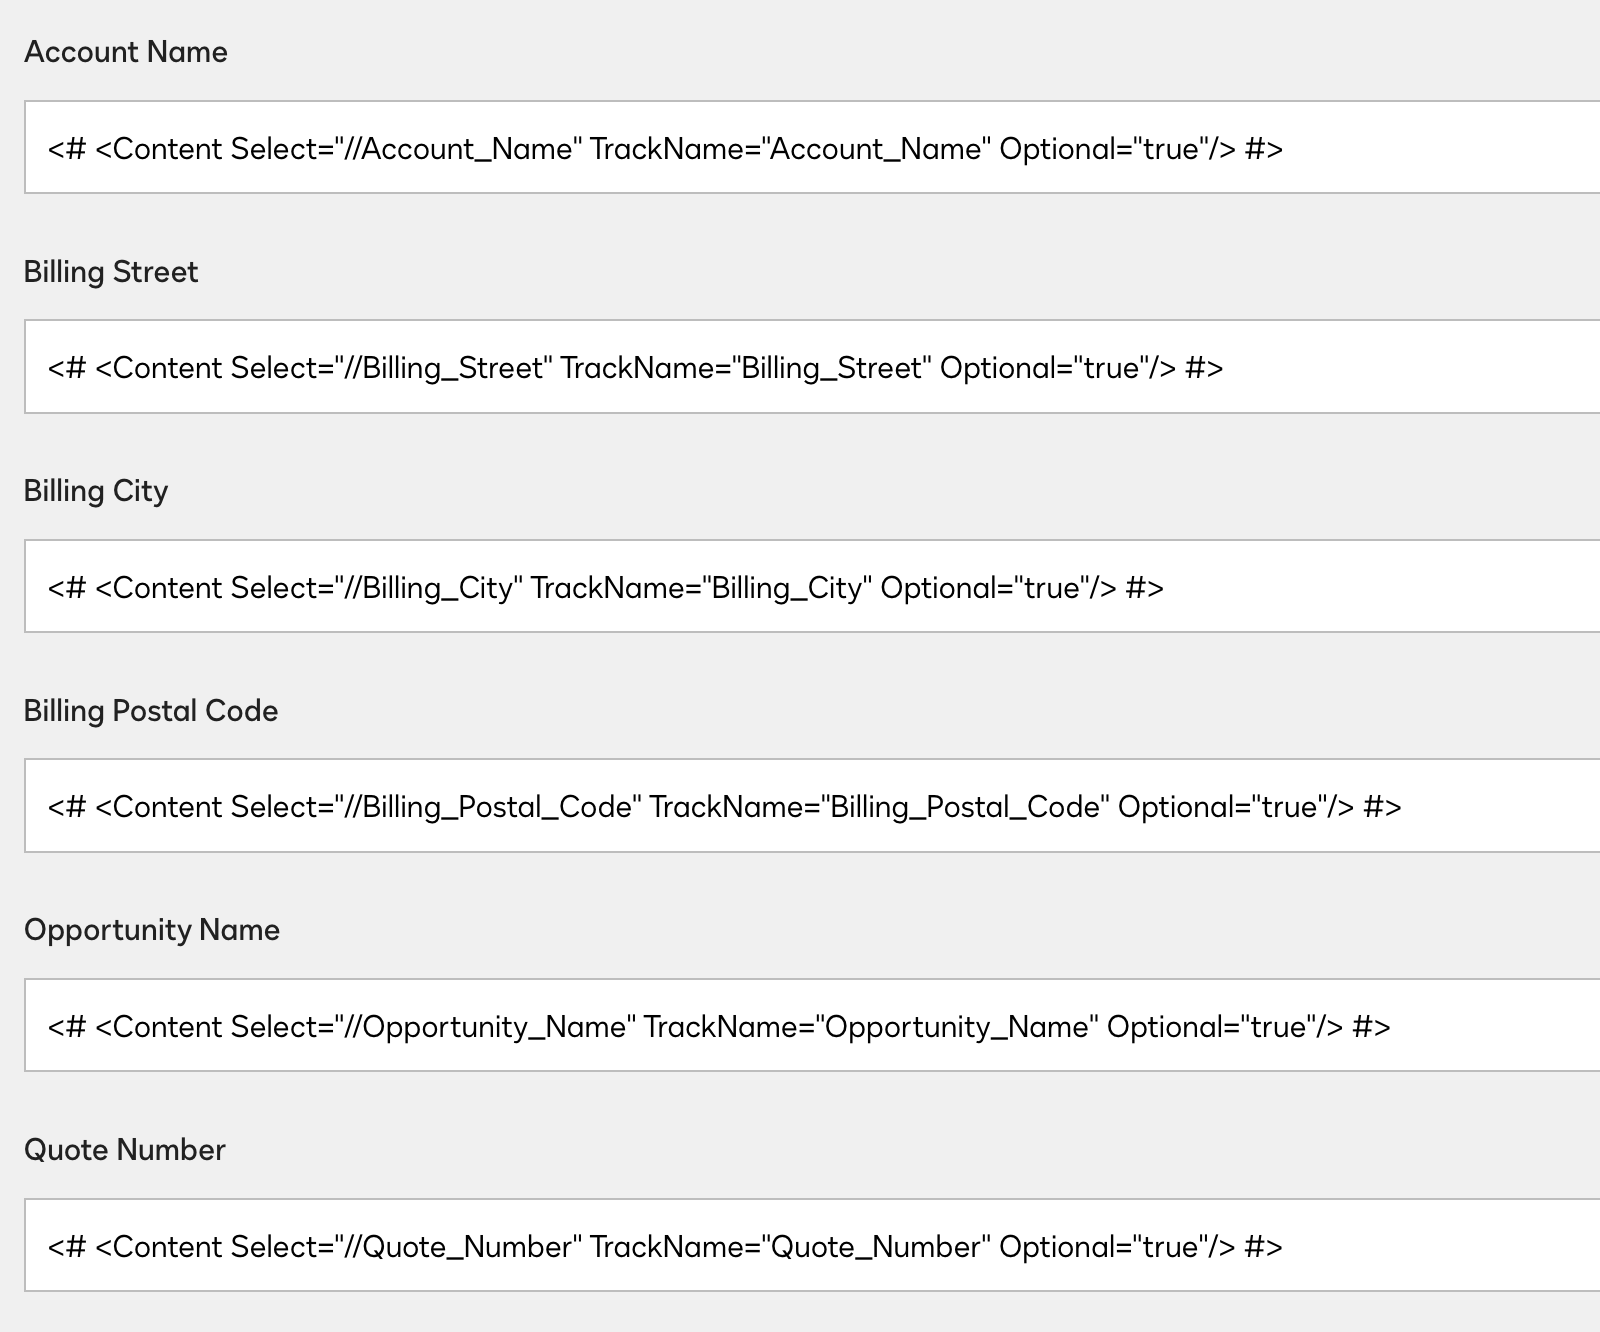 Account Name
<# <Content Select="//Account_Name" TrackName="Account_Name" Optional="true"/> #>
Billing Street
<# <Content Select="//Billing_Street" TrackName="Billing_Street" Optional="true"/> #>
Billing City
<# <Content Select="//Billing_City" TrackName="Billing_City" Optional="true"/> #>
Billing Postal Code
<# <Content Select="//Billing_Postal_Code" TrackName="Billing_Postal_Code" Optional="true"/> #>
Opportunity Name
<# <Content Select="//Opportunity_Name" TrackName="Opportunity_Name" Optional="true"/> #>
Quote Number
<# <Content Select="//Quote_Number" TrackName="Quote_Number" Optional="true"/> #>